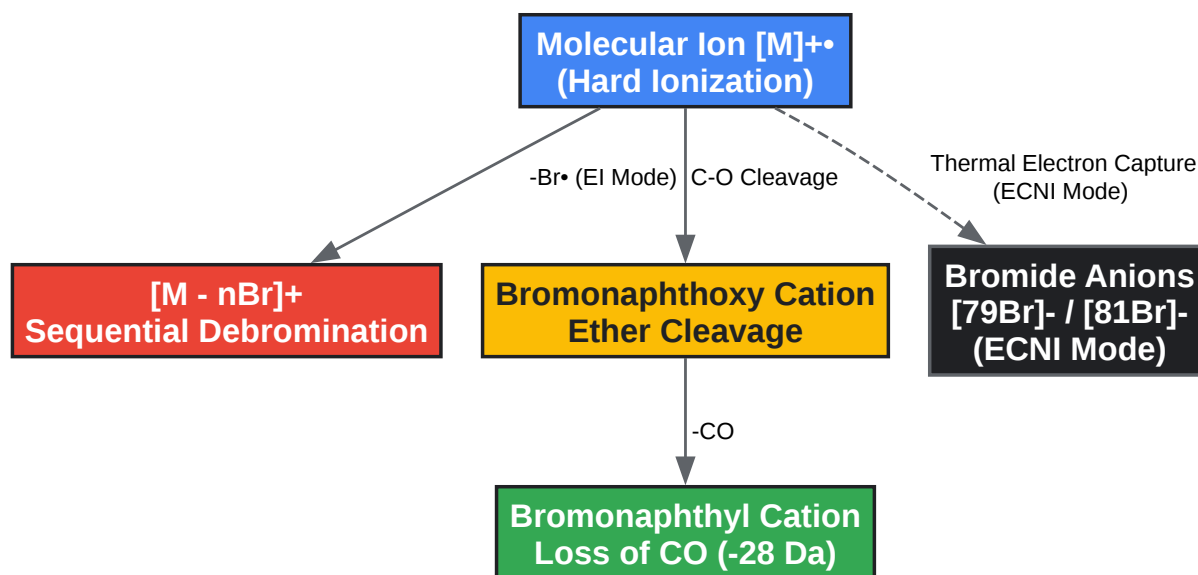 Molecular Ion [M]+•
(Hard Ionization)
-Br• (EI Mode)
C-O Cleavage
Thermal Electron Capture
(ECNI Mode)
[M - nBr]+
Sequential Debromination
Bromonaphthoxy Cation
Ether Cleavage
Bromide Anions
[79Br]- / [81Br]-
(ECNI Mode)
-CO
Bromonaphthyl Cation
Loss of CO (-28 Da)